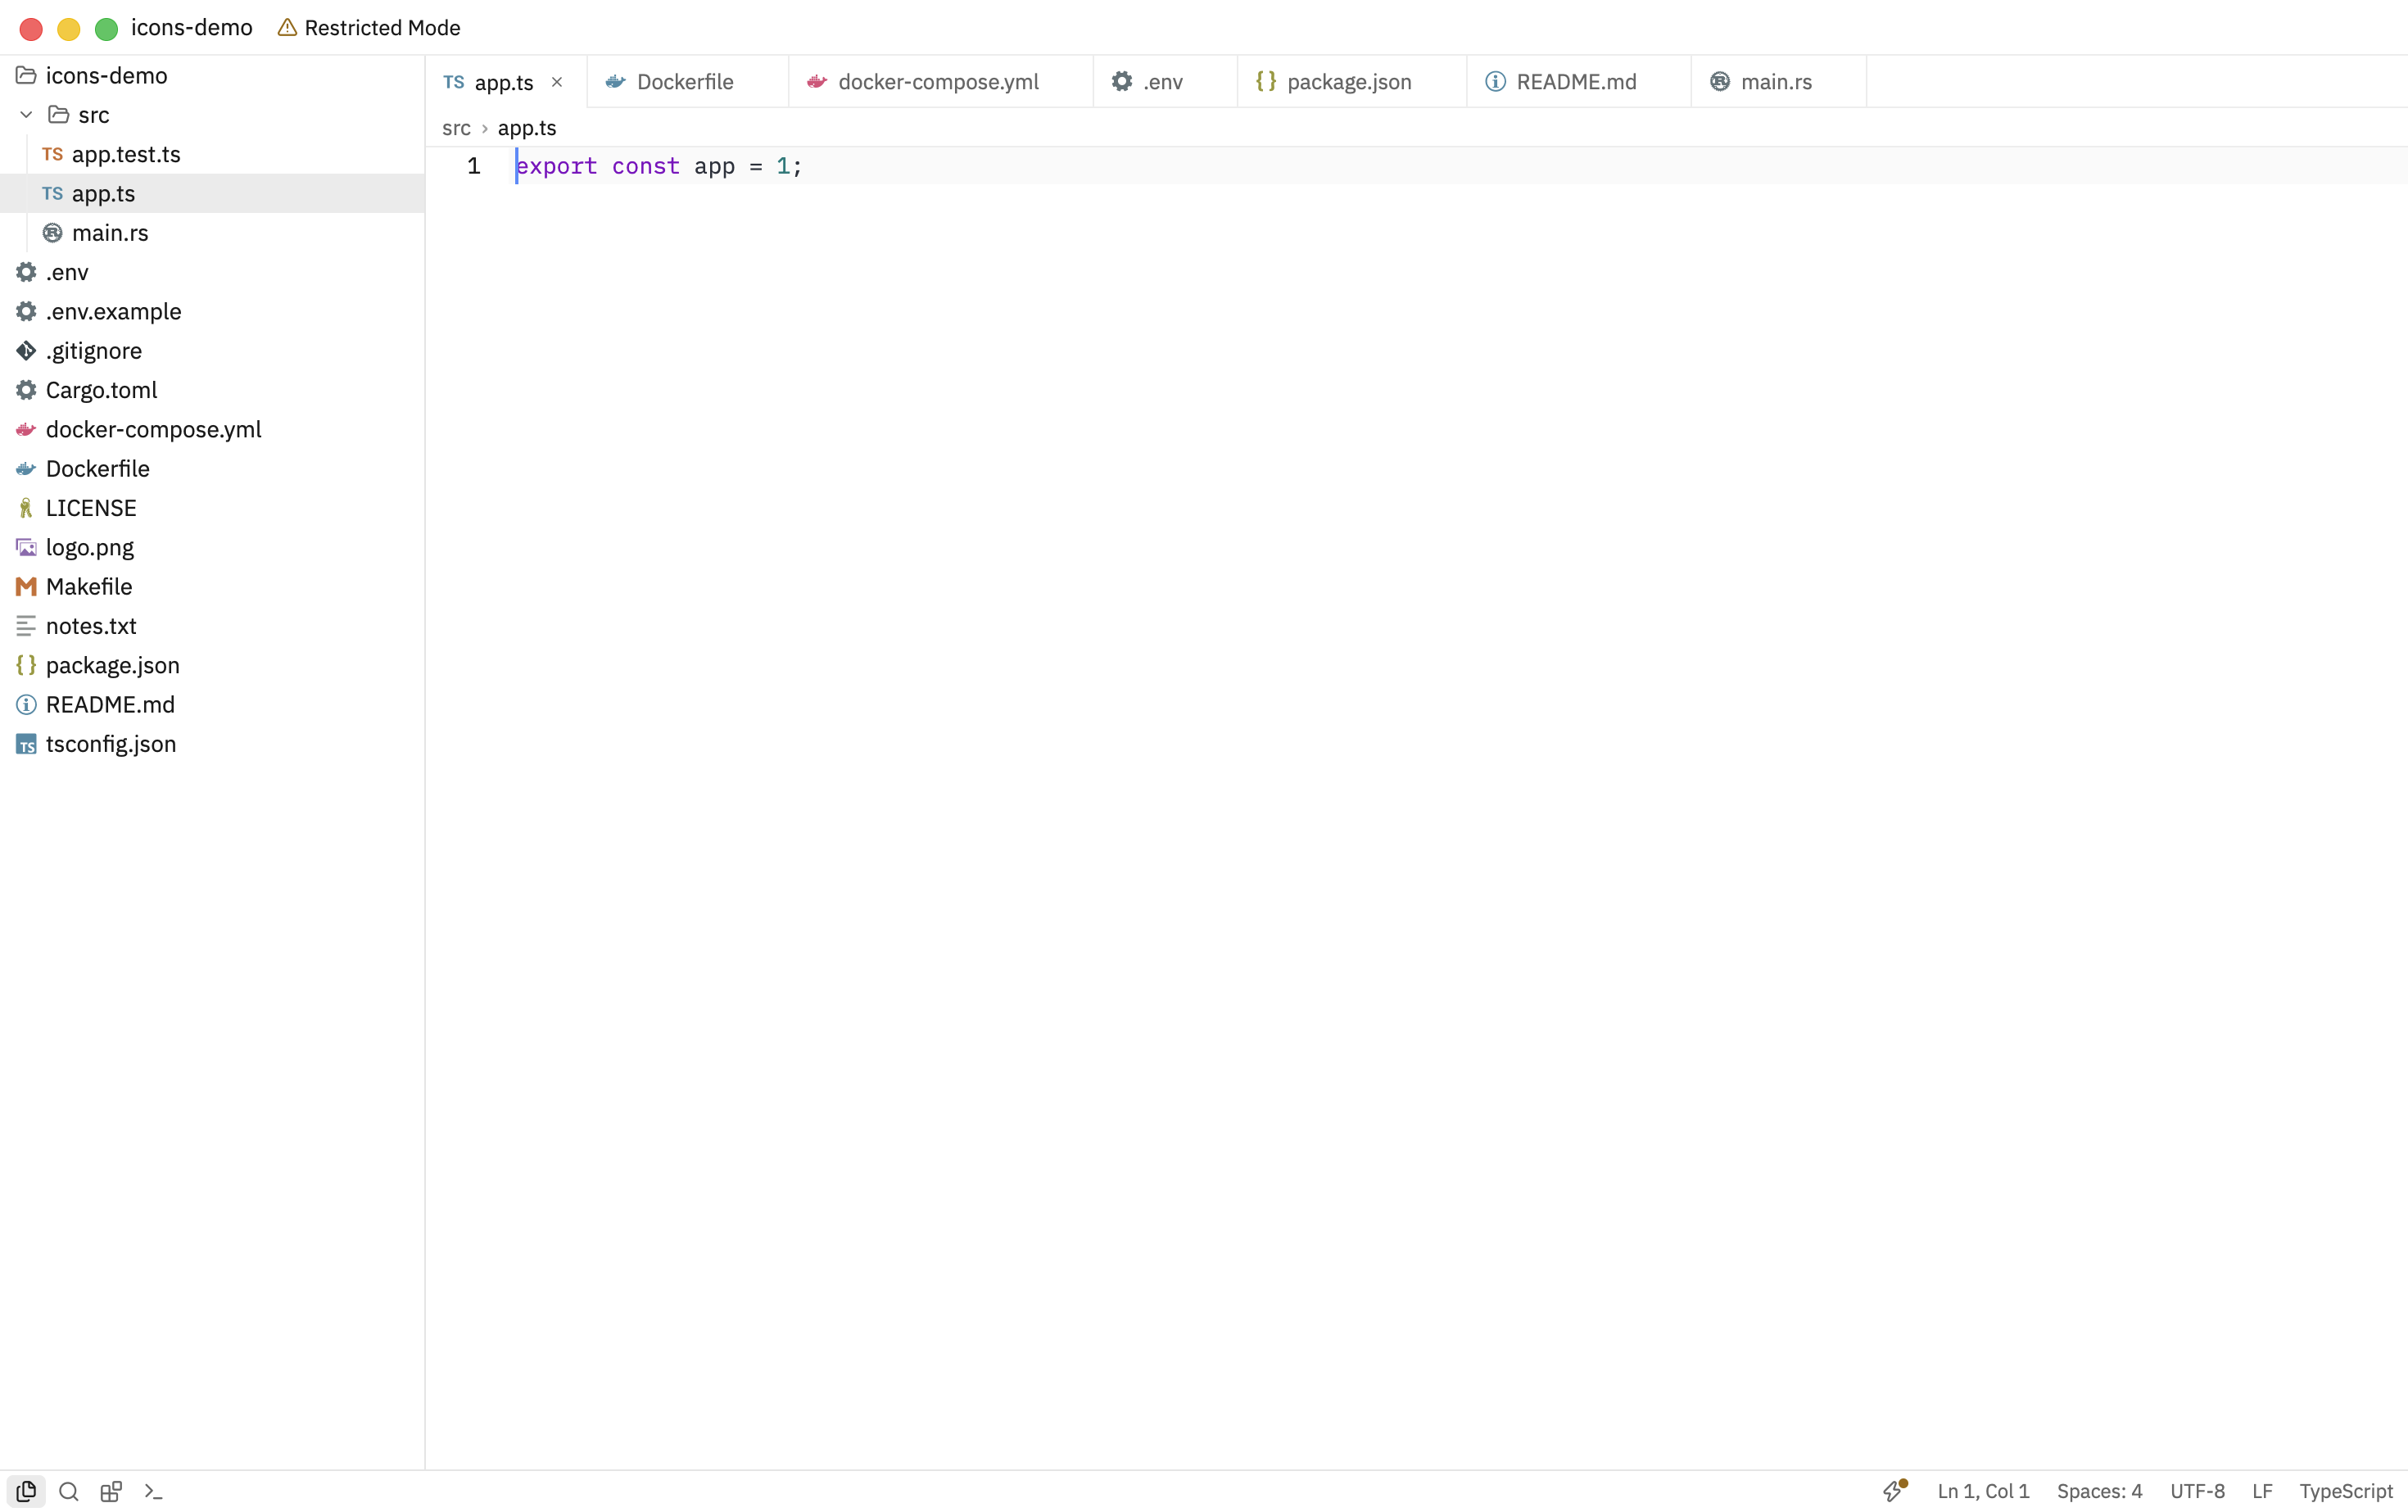 icons-demo Restricted Mode
icons-demo
src
TS app.test.ts
TS app.ts
main.rs
.env
.env.example
.gitignore
Cargo.toml
docker-compose.yml
Dockerfile
LICENSE
logo.png
Makefile
notes.txt
{ } package.json
README.md
TS tsconfig.json
TS app.ts × Dockerfile docker-compose.yml .env { } package.json README.md main.rs
src › app.ts
1 export const app = 1;
Ln 1, Col 1 Spaces: 4 UTF-8 LF TypeScript